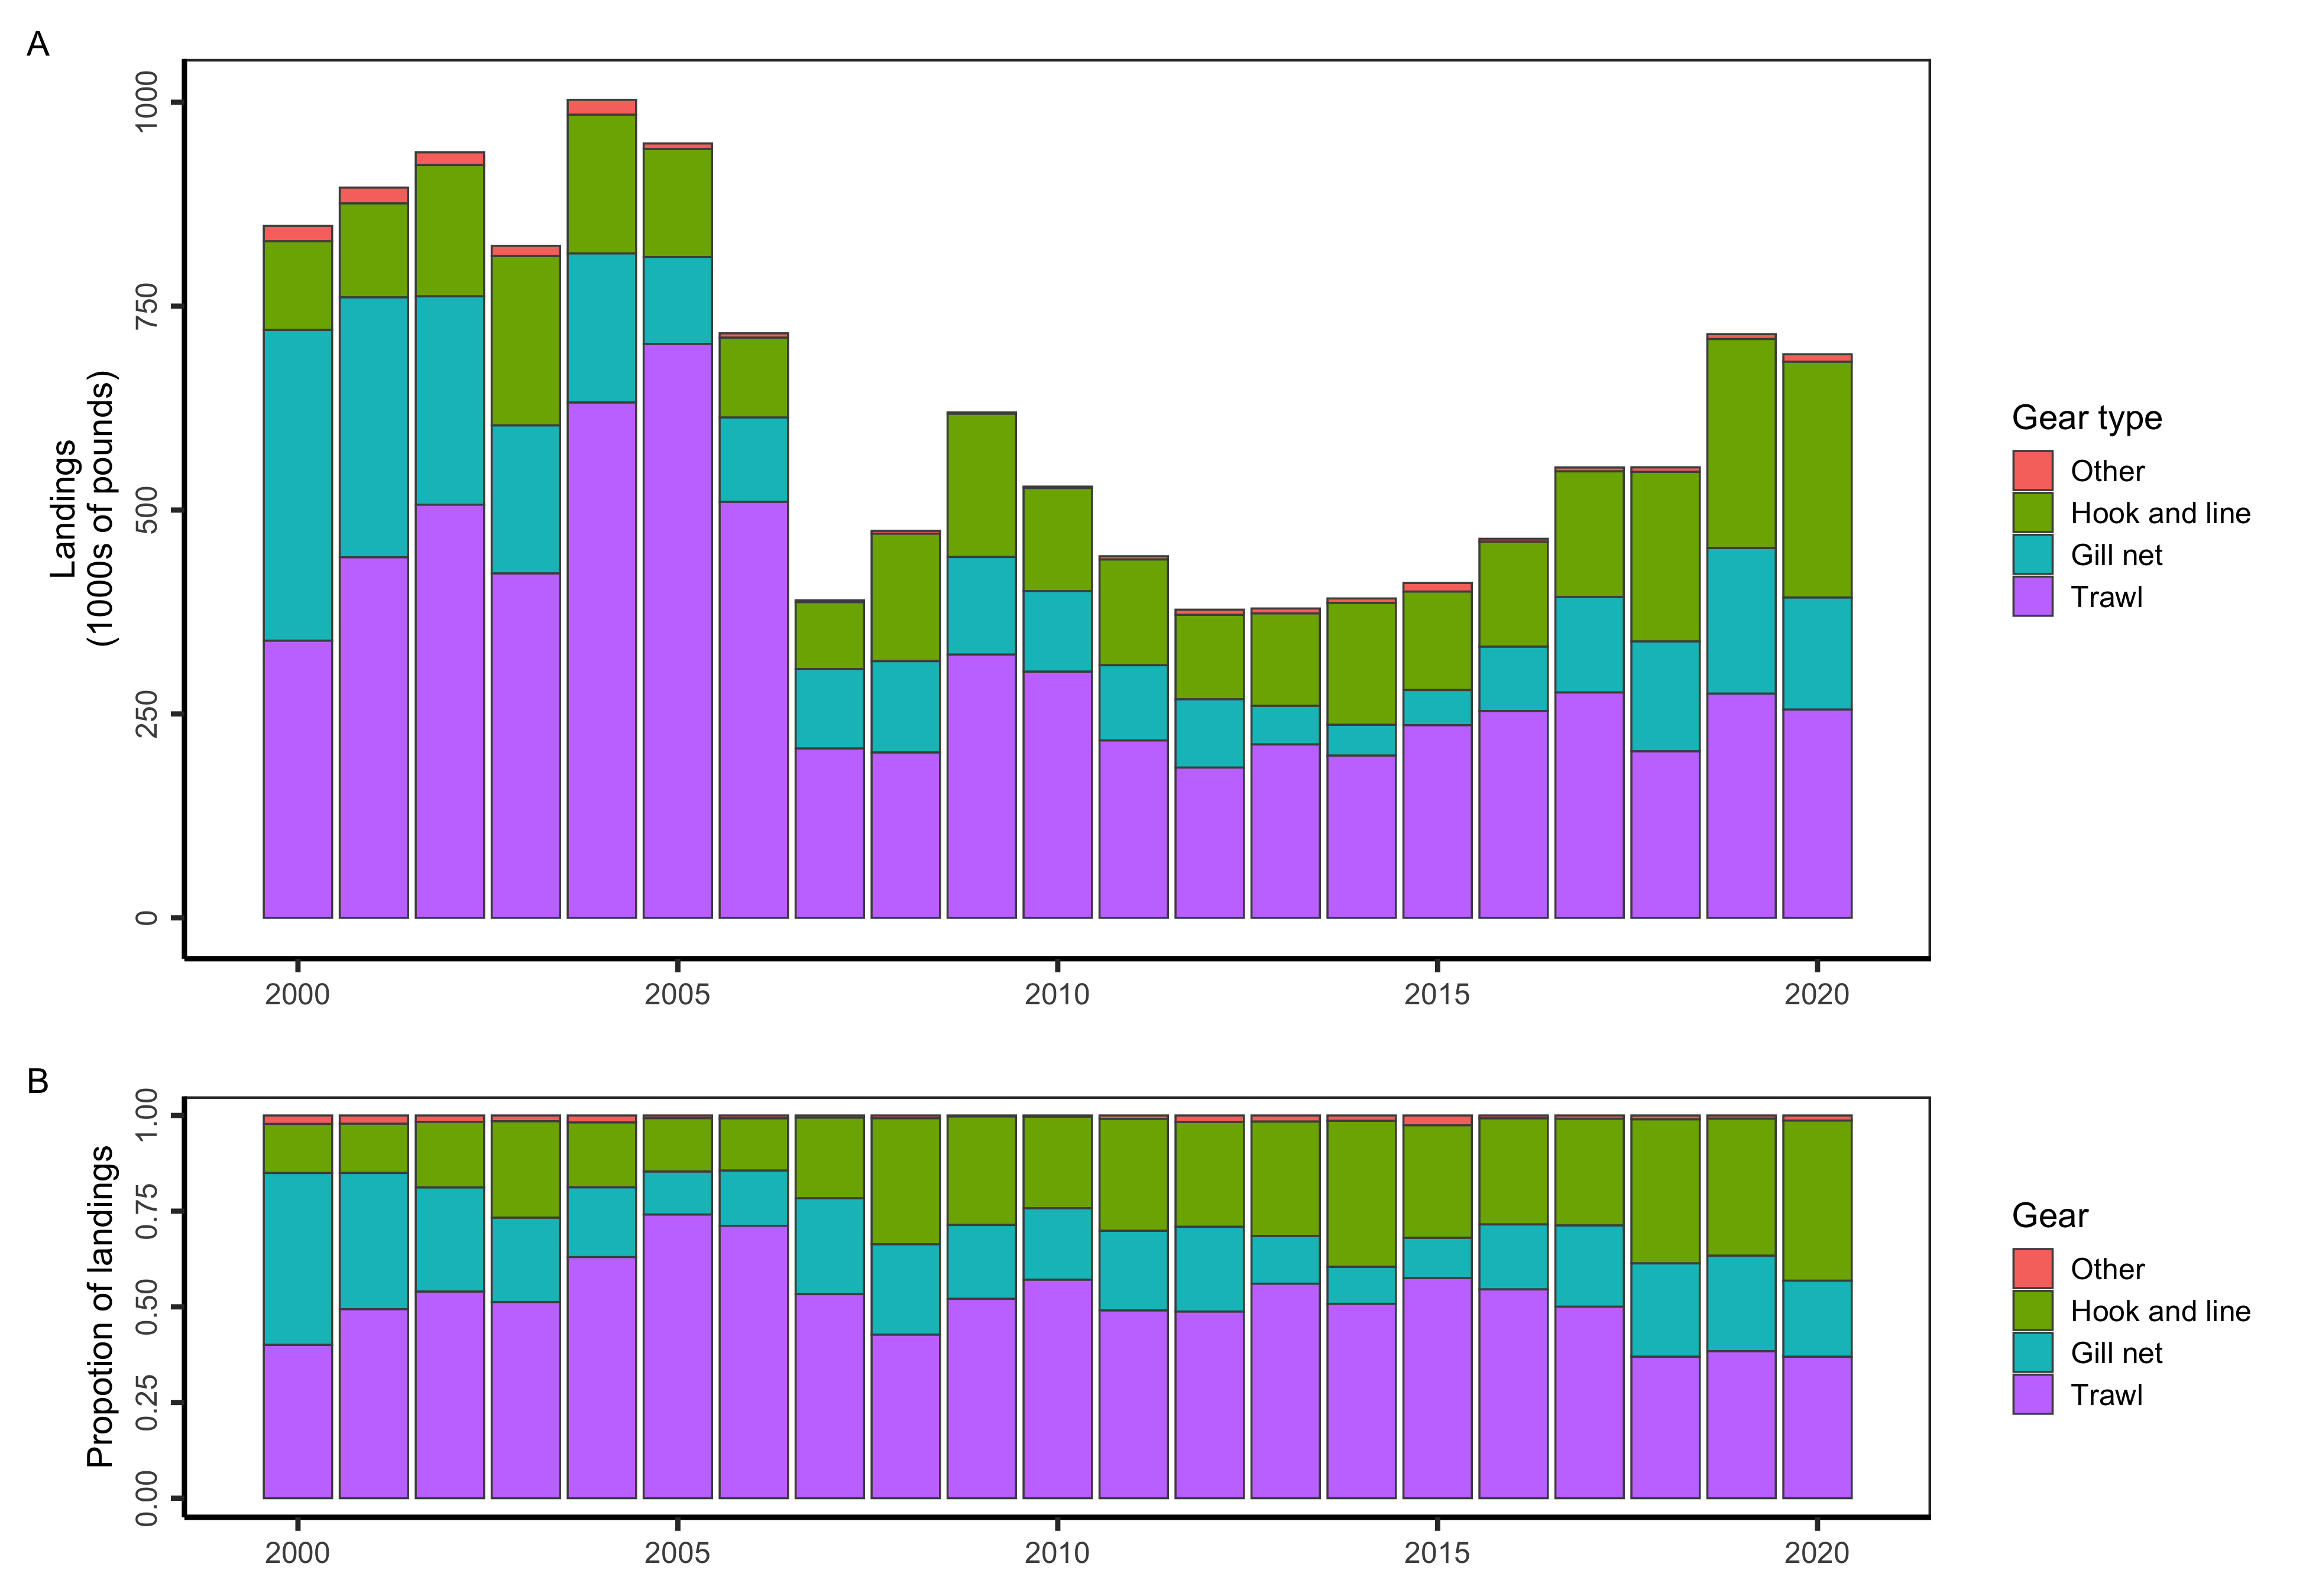 A
1000
750
500
250
0
Landings
(1000s of pounds)
2000 2005 2010 2015 2020
Gear type
Other
Hook and line
Gill net
Trawl
B
1.00
0.75
0.50
0.25
0.00
Propotion of landings
2000 2005 2010 2015 2020
Gear
Other
Hook and line
Gill net
Trawl